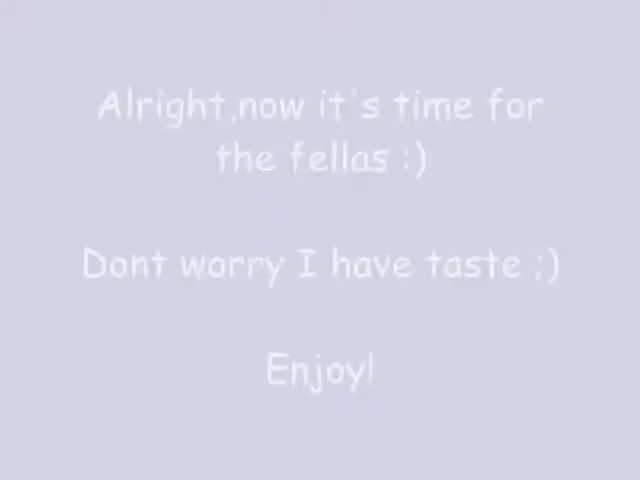 Alright,now it's time for
the fellas :)
Dont worry I have taste ;)
Enjoy!